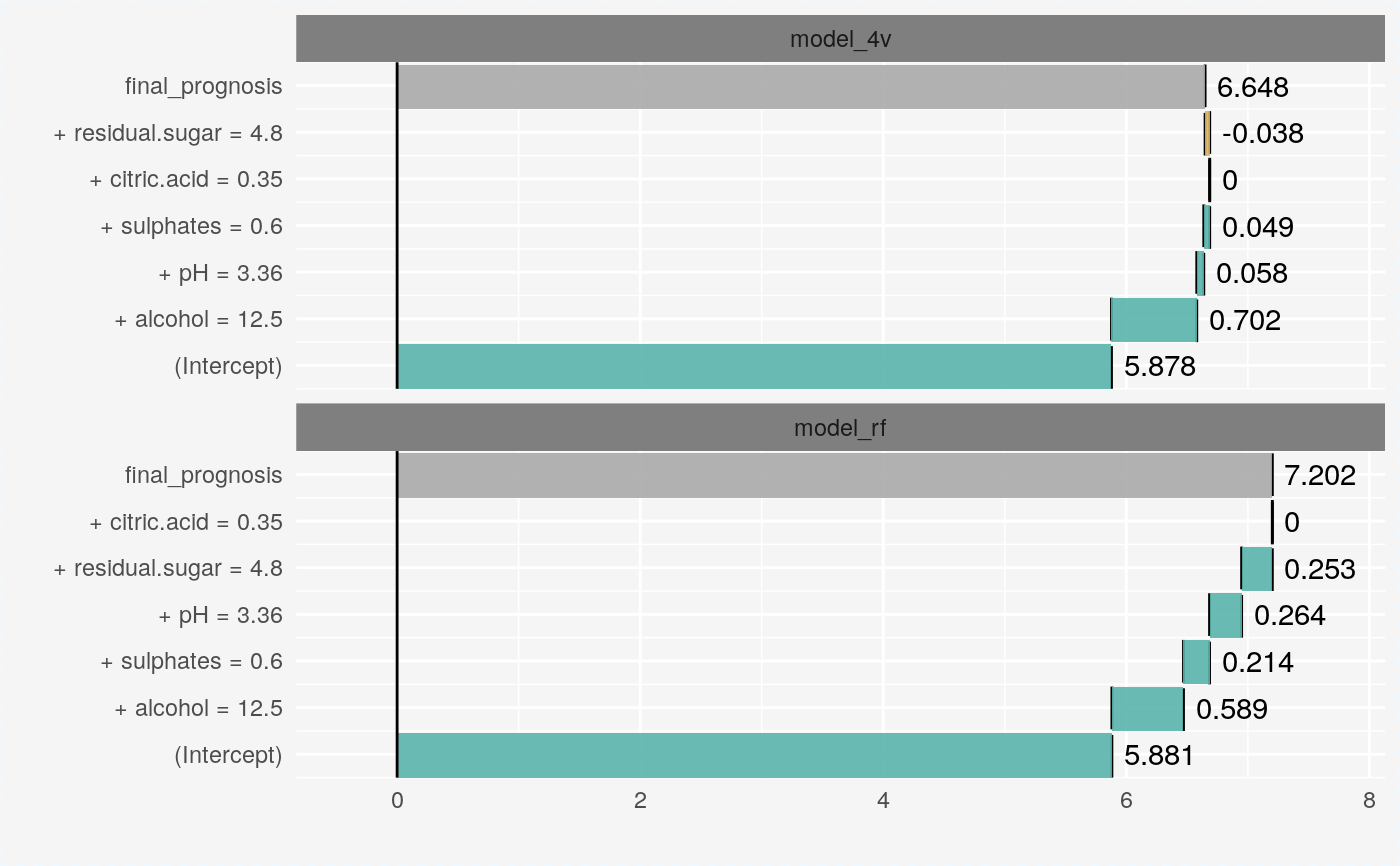 model_4v
final_prognosis 6.648
+ residual.sugar = 4.8 -0.038
+ citric.acid = 0.35 0
+ sulphates = 0.6 0.049
+ pH = 3.36 0.058
+ alcohol = 12.5 0.702
(Intercept) 5.878
model_rf
final_prognosis 7.202
+ citric.acid = 0.35 0
+ residual.sugar = 4.8 0.253
+ pH = 3.36 0.264
+ sulphates = 0.6 0.214
+ alcohol = 12.5 0.589
(Intercept) 5.881
0 2 4 6 8